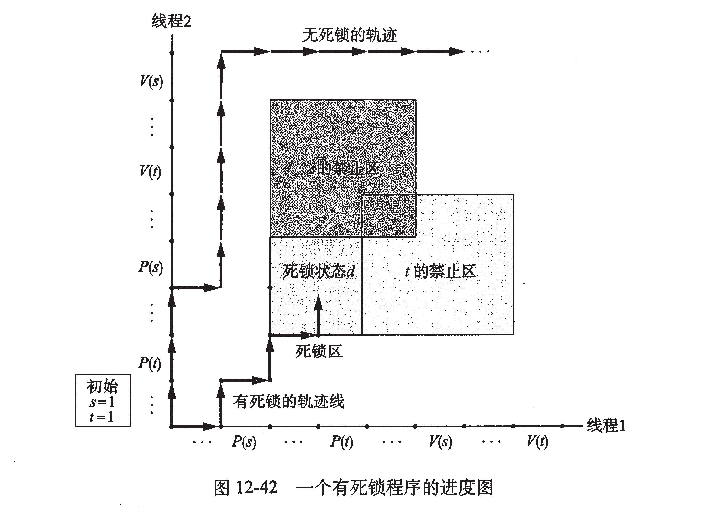 线程2
无死锁的轨迹
...
V(s)
⋮
V(t)
s的禁止区
⋮
P(s)
死锁状态d
t的禁止区
⋮
死锁区
P(t)
初始
s=1
t=1
⋮
有死锁的轨迹线
线程1
... P(s) ... P(t) ... V(s) ... V(t)
图 12-42 一个有死锁程序的进度图